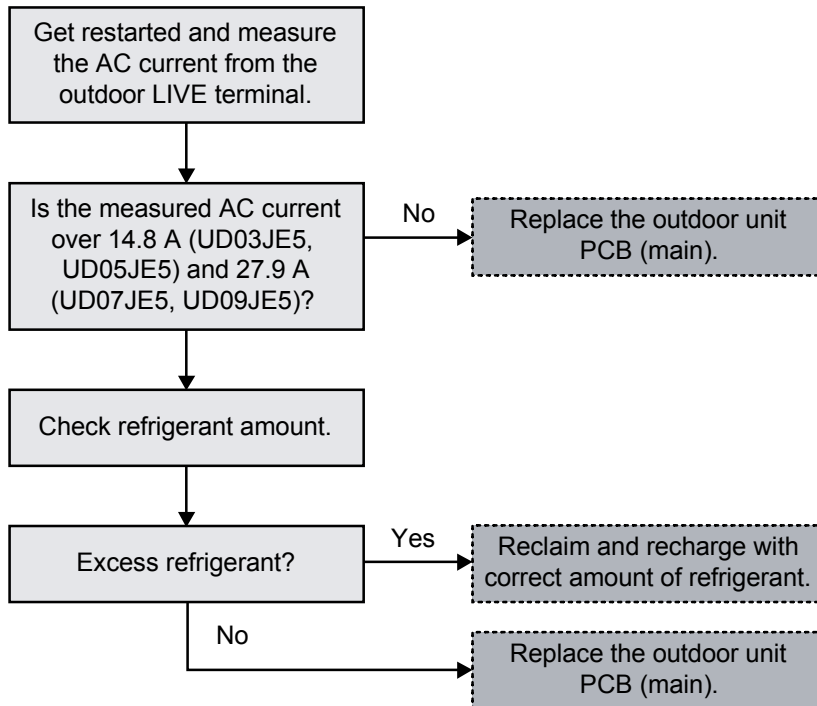 Get restarted and measure
the AC current from the
outdoor LIVE terminal.
Is the measured AC current
over 14.8 A (UD03JE5,
UD05JE5) and 27.9 A
(UD07JE5, UD09JE5)?
No
Replace the outdoor unit
PCB (main).
Check refrigerant amount.
Excess refrigerant?
Yes
Reclaim and recharge with
correct amount of refrigerant.
No
Replace the outdoor unit
PCB (main).